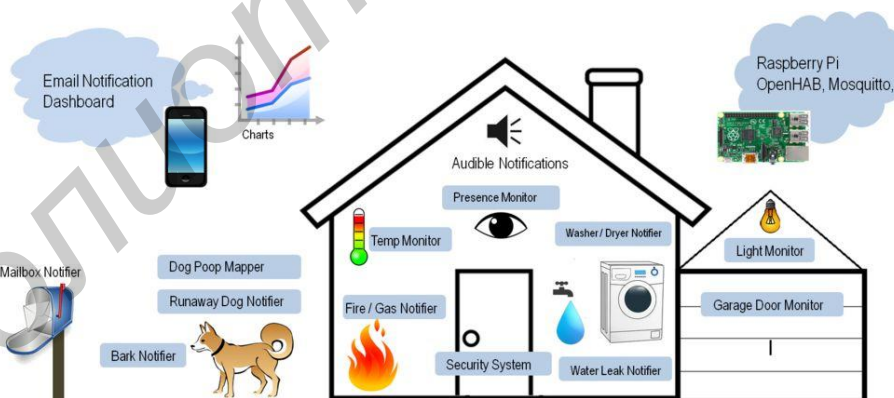 Email Notification
Dashboard
Charts
Raspberry Pi
OpenHAB, Mosquitto,
Audible Notifications
Presence Monitor
Temp Monitor
Washer / Dryer Notifier
Light Monitor
Mailbox Notifier
Dog Poop Mapper
Runaway Dog Notifier
Fire / Gas Notifier
Garage Door Monitor
Bark Notifier
Security System
Water Leak Notifier